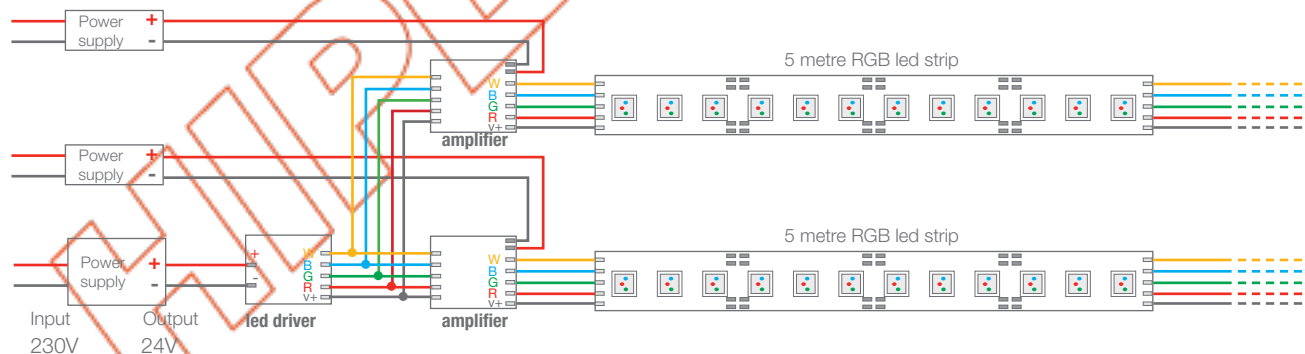 Power +
supply -
5 metre RGB led strip
W
B
G
R
V+
amplifier
Power +
supply -
5 metre RGB led strip
Power +
supply -
+
-
W
B
G
R
V+
W
B
G
R
V+
Input Output led driver amplifier
230V 24V